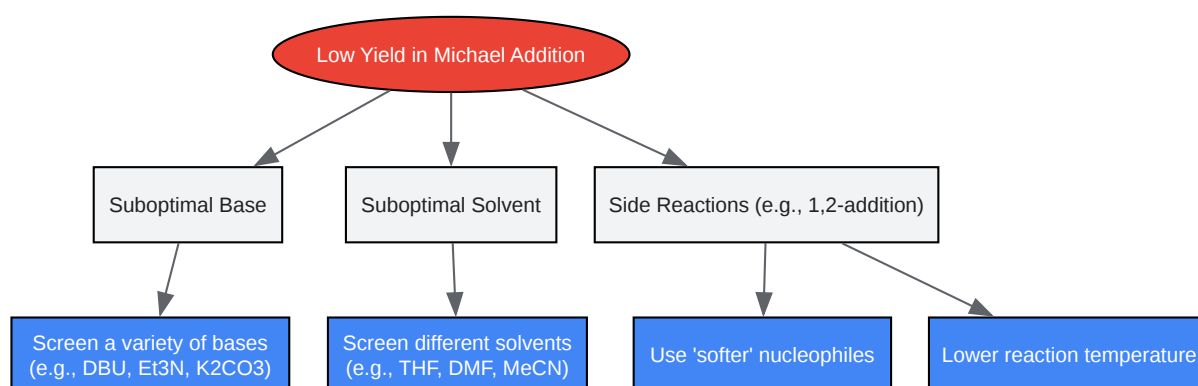 Low Yield in Michael Addition
Suboptimal Base
Suboptimal Solvent
Side Reactions (e.g., 1,2-addition)
Screen a variety of bases
(e.g., DBU, Et3N, K2CO3)
Screen different solvents
(e.g., THF, DMF, MeCN)
Use 'softer' nucleophiles
Lower reaction temperature